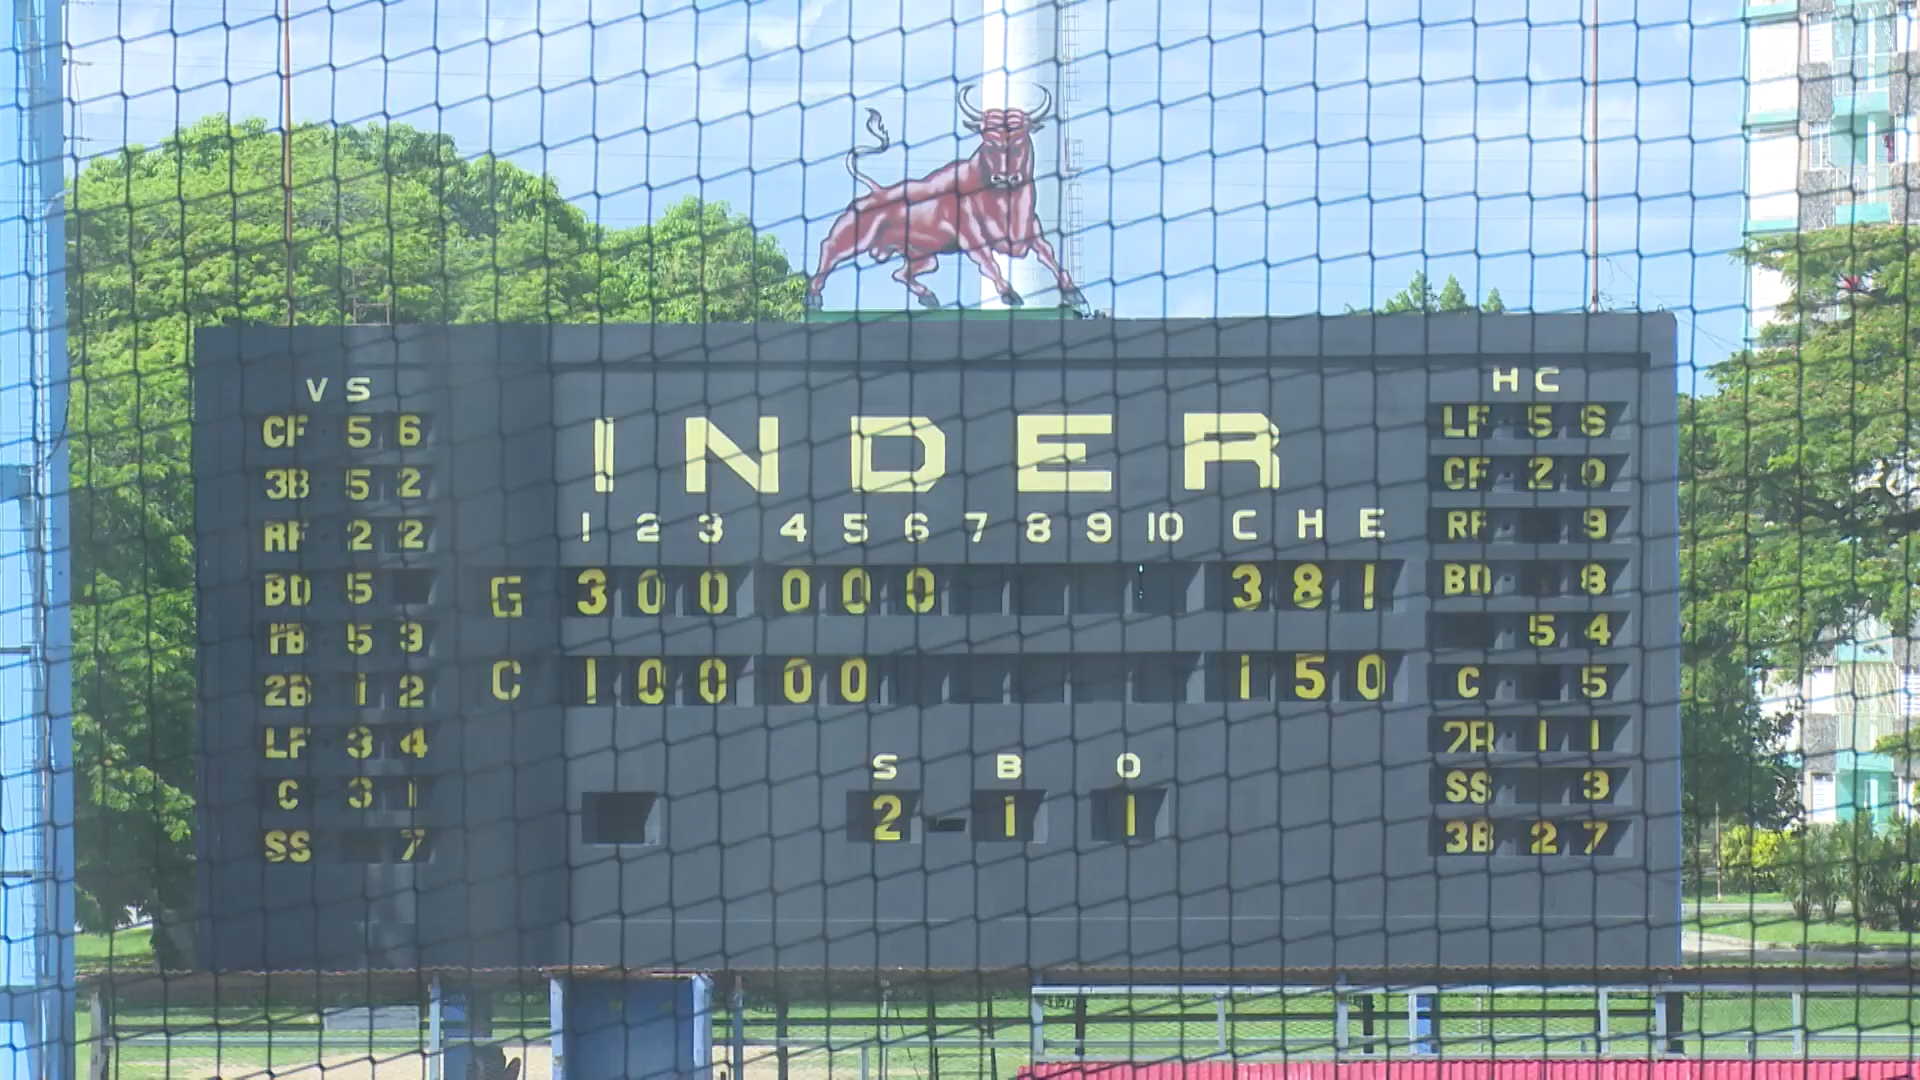 V S
CF 5 6
3B 5 2
RF 2 2
BD 5
1B 5 3
2B 1 2
LF 3 4
C 3 1
SS 7
INDER
1 2 3 4 5 6 7 8 9 10 C H E
G 3 0 0 0 0 0 3 8 1
C 1 0 0 0 0 1 5 0
S B O
2 - 1 1
H C
LF 5 6
CF 2 0
RF 9
BD 8
5 4
C 5
2B 1 1
SS 3
3B 2 7